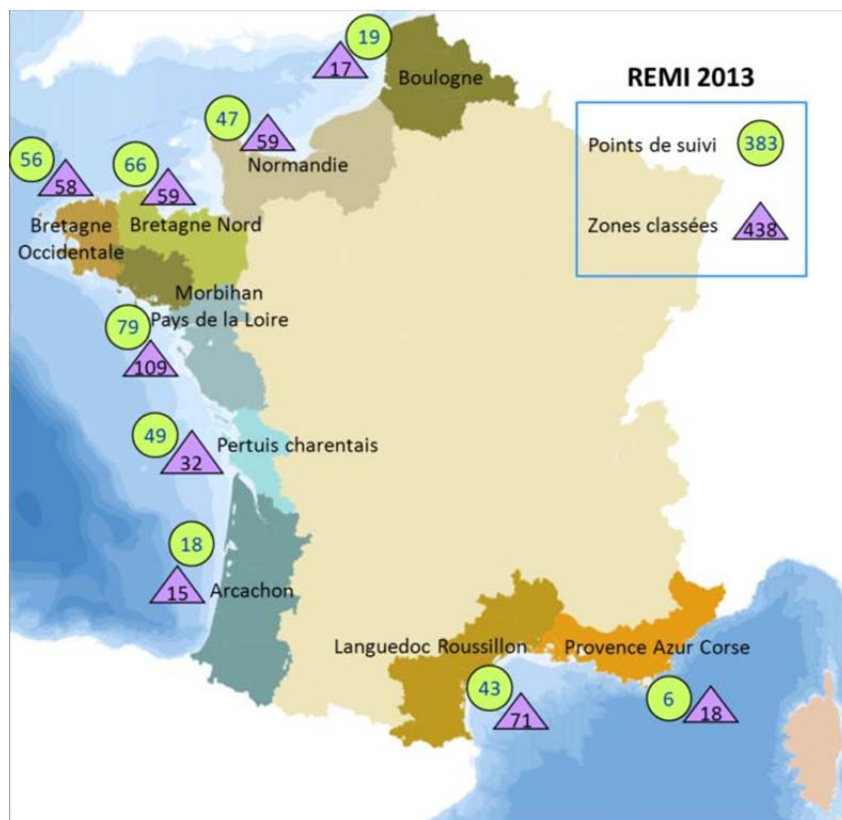 19
17
Boulogne
REMI 2013
Points de suivi 383
Zones classées 438
47
59
Normandie
56
58
66
59
Bretagne Occidentale
Bretagne Nord
Morbihan
Pays de la Loire
79
109
49
32
Pertuis charentais
18
15
Arcachon
Languedoc Roussillon
43
71
Provence Azur Corse
6
18